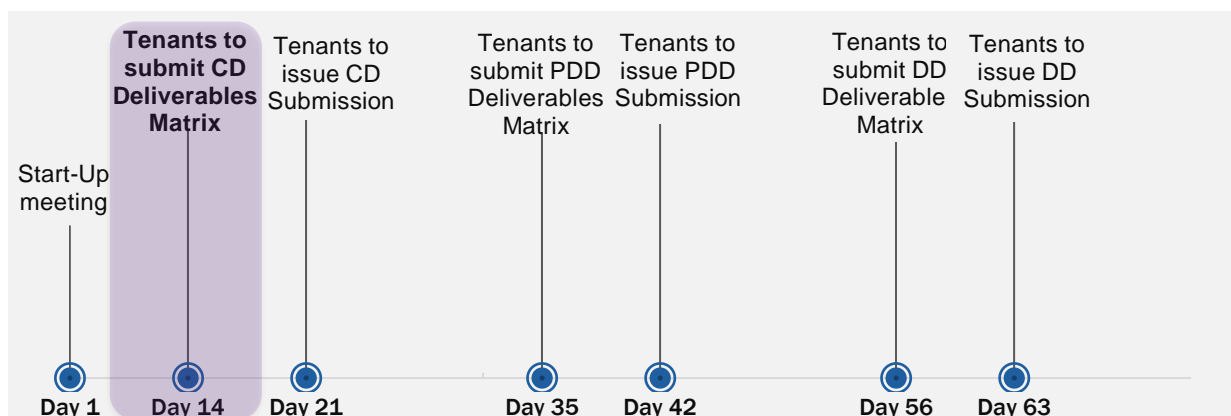 Tenants to
submit CD
Deliverables
Matrix
Tenants to
issue CD
Submission
Tenants to
submit PDD
Deliverables
Matrix
Tenants to
issue PDD
Submission
Tenants to
submit DD
Deliverable
Matrix
Tenants to
issue DD
Submission
Start-Up
meeting
Day 1
Day 14
Day 21
Day 35
Day 42
Day 56
Day 63